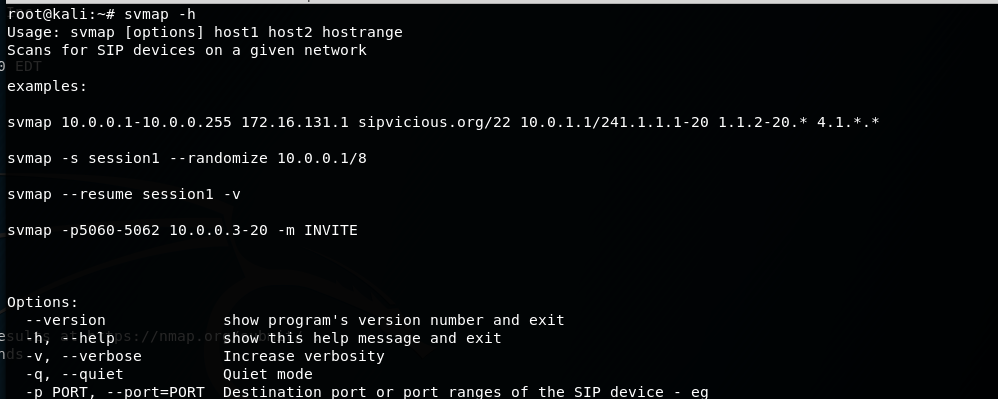 root@kali:~# svmap -h
Usage: svmap [options] host1 host2 hostrange
Scans for SIP devices on a given network
0 EDT
examples:
svmap 10.0.0.1-10.0.0.255 172.16.131.1 sipvicious.org/22 10.0.1.1/241.1.1.1-20 1.1.2-20.* 4.1.*.*
svmap -s session1 --randomize 10.0.0.1/8
svmap --resume session1 -v
svmap -p5060-5062 10.0.0.3-20 -m INVITE
Options:
--version show program's version number and exit
-h, --help show this help message and exit
-v, --verbose Increase verbosity
-q, --quiet Quiet mode
-p PORT, --port=PORT Destination port or port ranges of the SIP device - eg